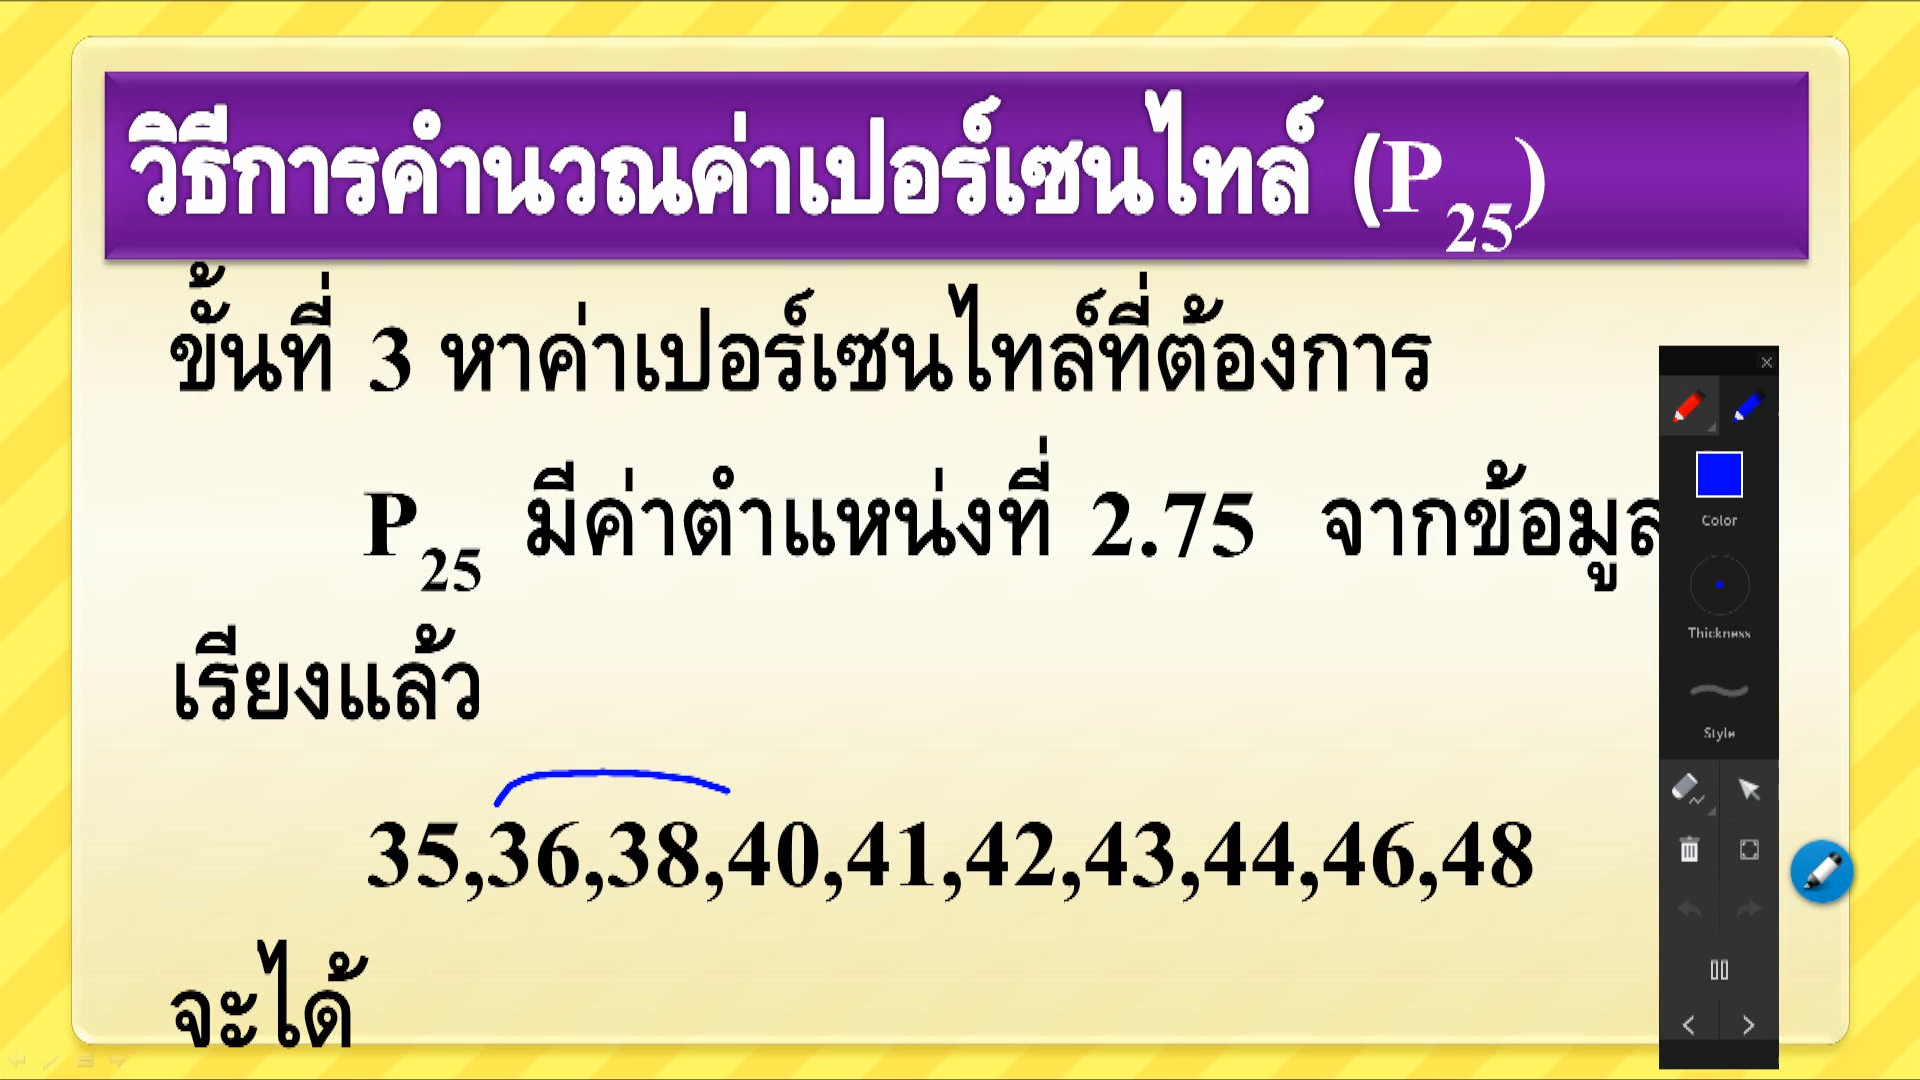 วิธีการคำนวณค่าเปอร์เซนไทล์ (P25)
ขั้นที่ 3 หาค่าเปอร์เซนไทล์ที่ต้องการ
P25 มีค่าตำแหน่งที่ 2.75 จากข้อมูล
เรียงแล้ว
35,36,38,40,41,42,43,44,46,48
จะได้
Color
Thickness
Style